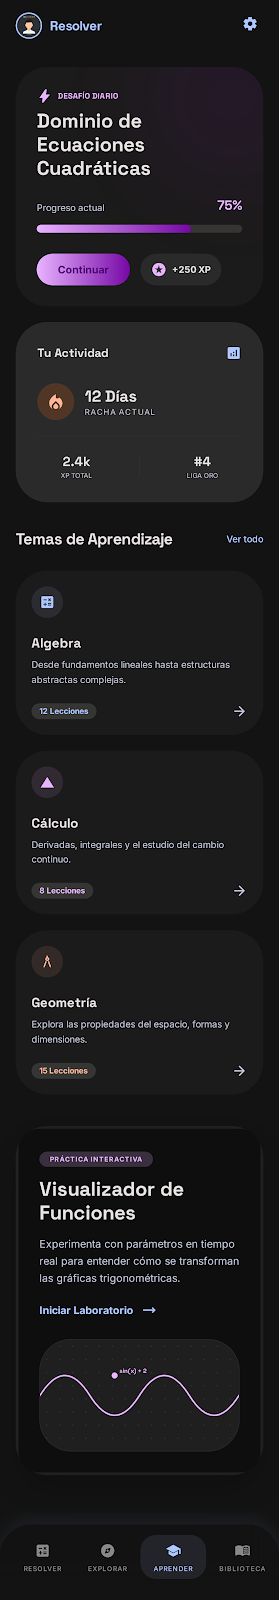 Resolver
DESAFÍO DIARIO
Dominio de
Ecuaciones
Cuadráticas
Progreso actual
75%
Continuar
+250 XP
Tu Actividad
12 Días
RACHA ACTUAL
2.4k
XP TOTAL
#4
LIGA ORO
Temas de Aprendizaje
Ver todo
Algebra
Desde fundamentos lineales hasta estructuras
abstractas complejas.
12 Lecciones
Cálculo
Derivadas, integrales y el estudio del cambio
continuo.
8 Lecciones
Geometría
Explora las propiedades del espacio, formas y
dimensiones.
15 Lecciones
PRÁCTICA INTERACTIVA
Visualizador de
Funciones
Experimenta con parámetros en tiempo
real para entender cómo se transforman
las gráficas trigonométricas.
Iniciar Laboratorio
sin(x) + 2
RESOLVER
EXPLORAR
APRENDER
BIBLIOTECA